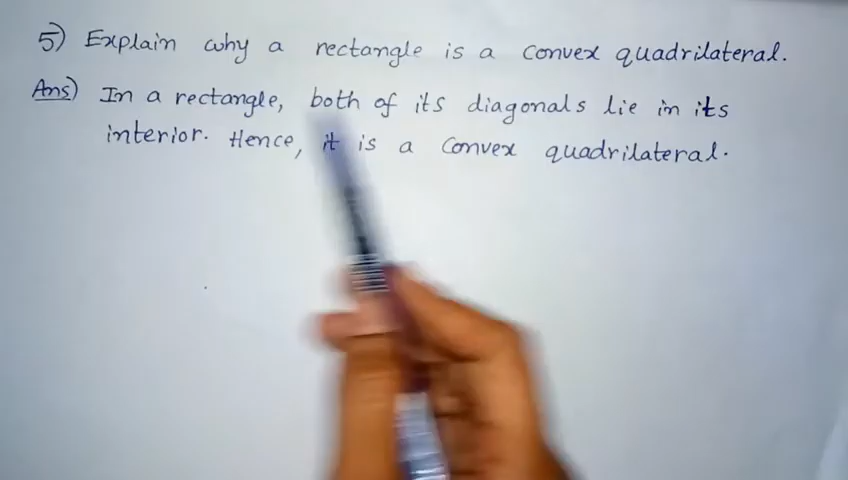 5) Explain why a rectangle is a convex quadrilateral.
Ans) In a rectangle, both of its diagonals lie in its
interior. Hence, it is a convex quadrilateral.